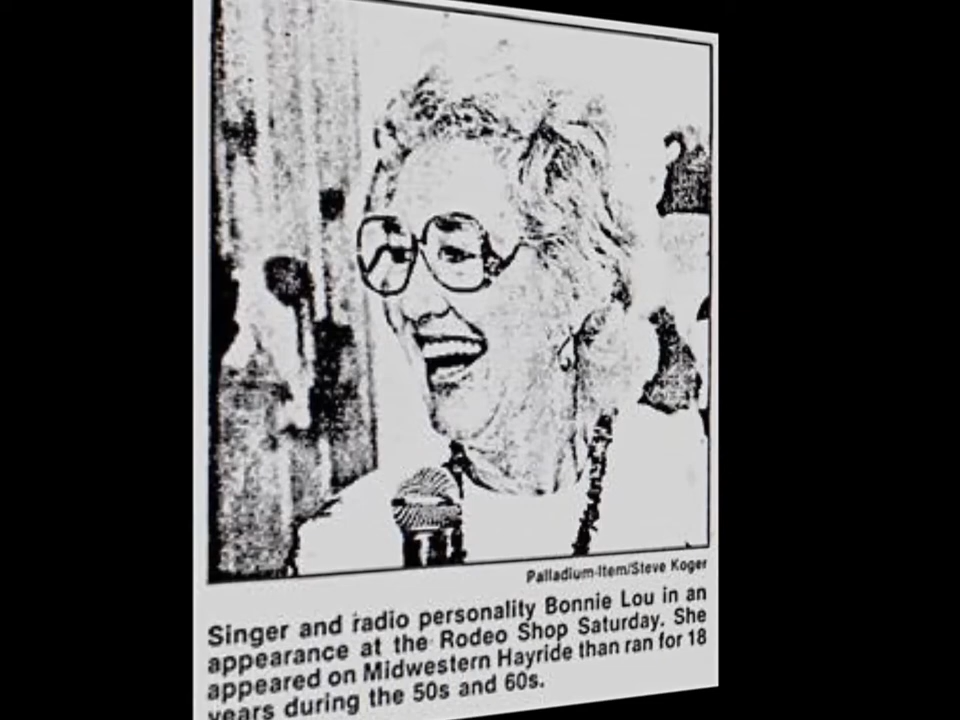 Palladium-Item/Steve Koger
Singer and radio personality Bonnie Lou in an
appearance at the Rodeo Shop Saturday. She
appeared on Midwestern Hayride than ran for 18
years during the 50s and 60s.